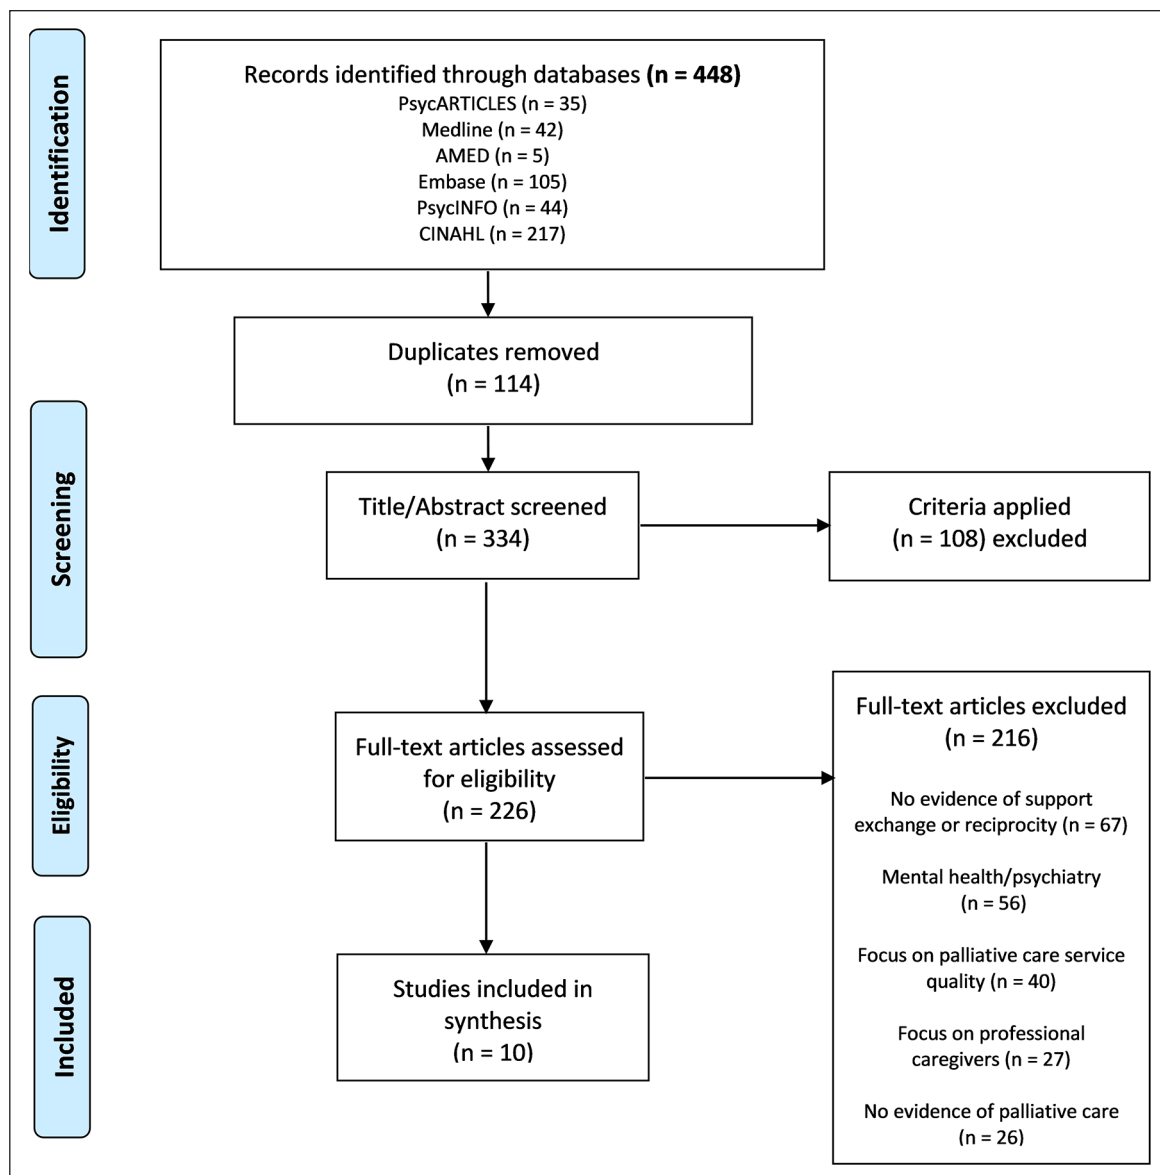 Identification
Records identified through databases (n = 448)
PsycARTICLES (n = 35)
Medline (n = 42)
AMED (n = 5)
Embase (n = 105)
PsycINFO (n = 44)
CINAHL (n = 217)
Duplicates removed
(n = 114)
Screening
Title/Abstract screened
(n = 334)
Criteria applied
(n = 108) excluded
Eligibility
Full-text articles assessed
for eligibility
(n = 226)
Full-text articles excluded
(n = 216)
No evidence of support
exchange or reciprocity (n = 67)
Mental health/psychiatry
(n = 56)
Focus on palliative care service
quality (n = 40)
Focus on professional
caregivers (n = 27)
No evidence of palliative care
(n = 26)
Included
Studies included in
synthesis
(n = 10)